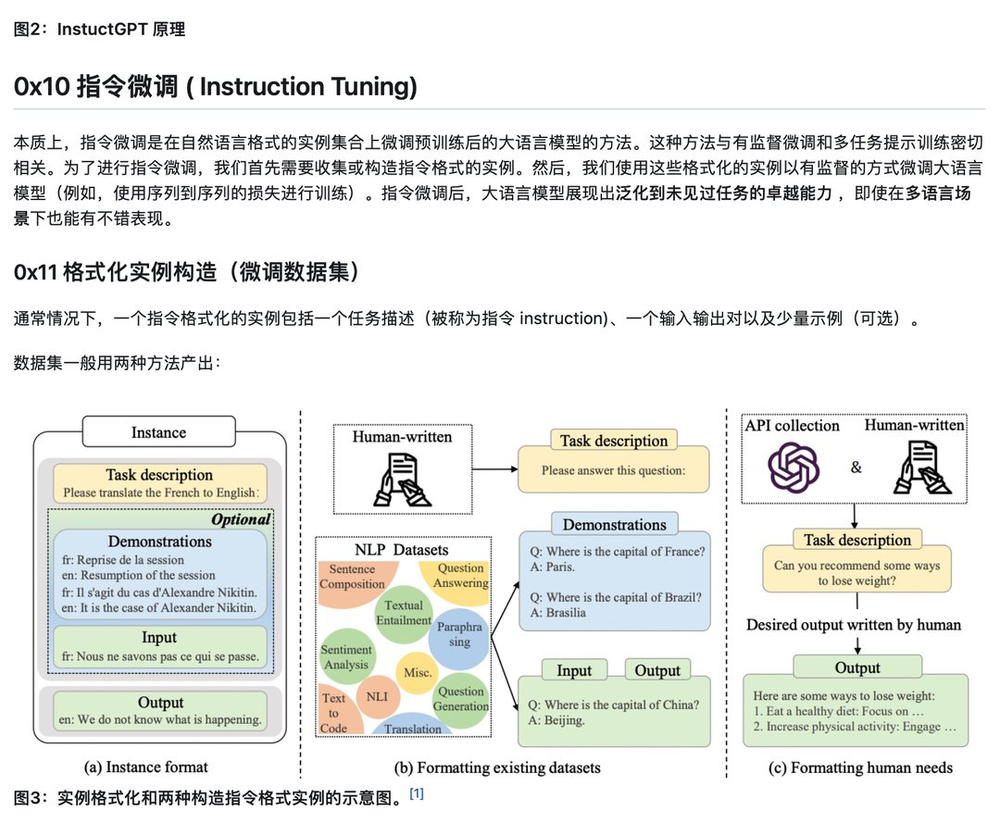 图2：InstuctGPT 原理
0x10 指令微调 ( Instruction Tuning)
本质上，指令微调是在自然语言格式的实例集合上微调预训练后的大语言模型的方法。这种方法与有监督微调和多任务提示训练密切
相关。为了进行指令微调，我们首先需要收集或构造指令格式的实例。然后，我们使用这些格式化的实例以有监督的方式微调大语言
模型（例如，使用序列到序列的损失进行训练）。指令微调后，大语言模型展现出泛化到未见过任务的卓越能力 ，即使在多语言场
景下也能有不错表现。
0x11 格式化实例构造（微调数据集）
通常情况下，一个指令格式化的实例包括一个任务描述（被称为指令 instruction)、一个输入输出对以及少量示例（可选）。
数据集一般用两种方法产出：
Instance
Task description
Please translate the French to English:
Optional
Demonstrations
fr: Reprise de la session
en: Resumption of the session
fr: Il s'agit du cas d'Alexandre Nikitin.
en: It is the case of Alexander Nikitin.
Input
fr: Nous ne savons pas ce qui se passe.
Output
en: We do not know what is happening.
(a) Instance format
Human-written
Task description
Please answer this question:
NLP Datasets
Sentence
Composition
Question
Answering
Textual
Entailment
Paraphra
sing
Sentiment
Analysis
Misc.
Text
to
Code
NLI
Question
Generation
Translation
Demonstrations
Q: Where is the capital of France?
A: Paris.
Q: Where is the capital of Brazil?
A: Brasilia
Input
Output
Q: Where is the capital of China?
A: Beijing.
(b) Formatting existing datasets
API collection
Human-written
&
Task description
Can you recommend some ways
to lose weight?
Desired output written by human
Output
Here are some ways to lose weight:
1. Eat a healthy diet: Focus on …
2. Increase physical activity: Engage …
(c) Formatting human needs
图3：实例格式化和两种构造指令格式实例的示意图。[1]